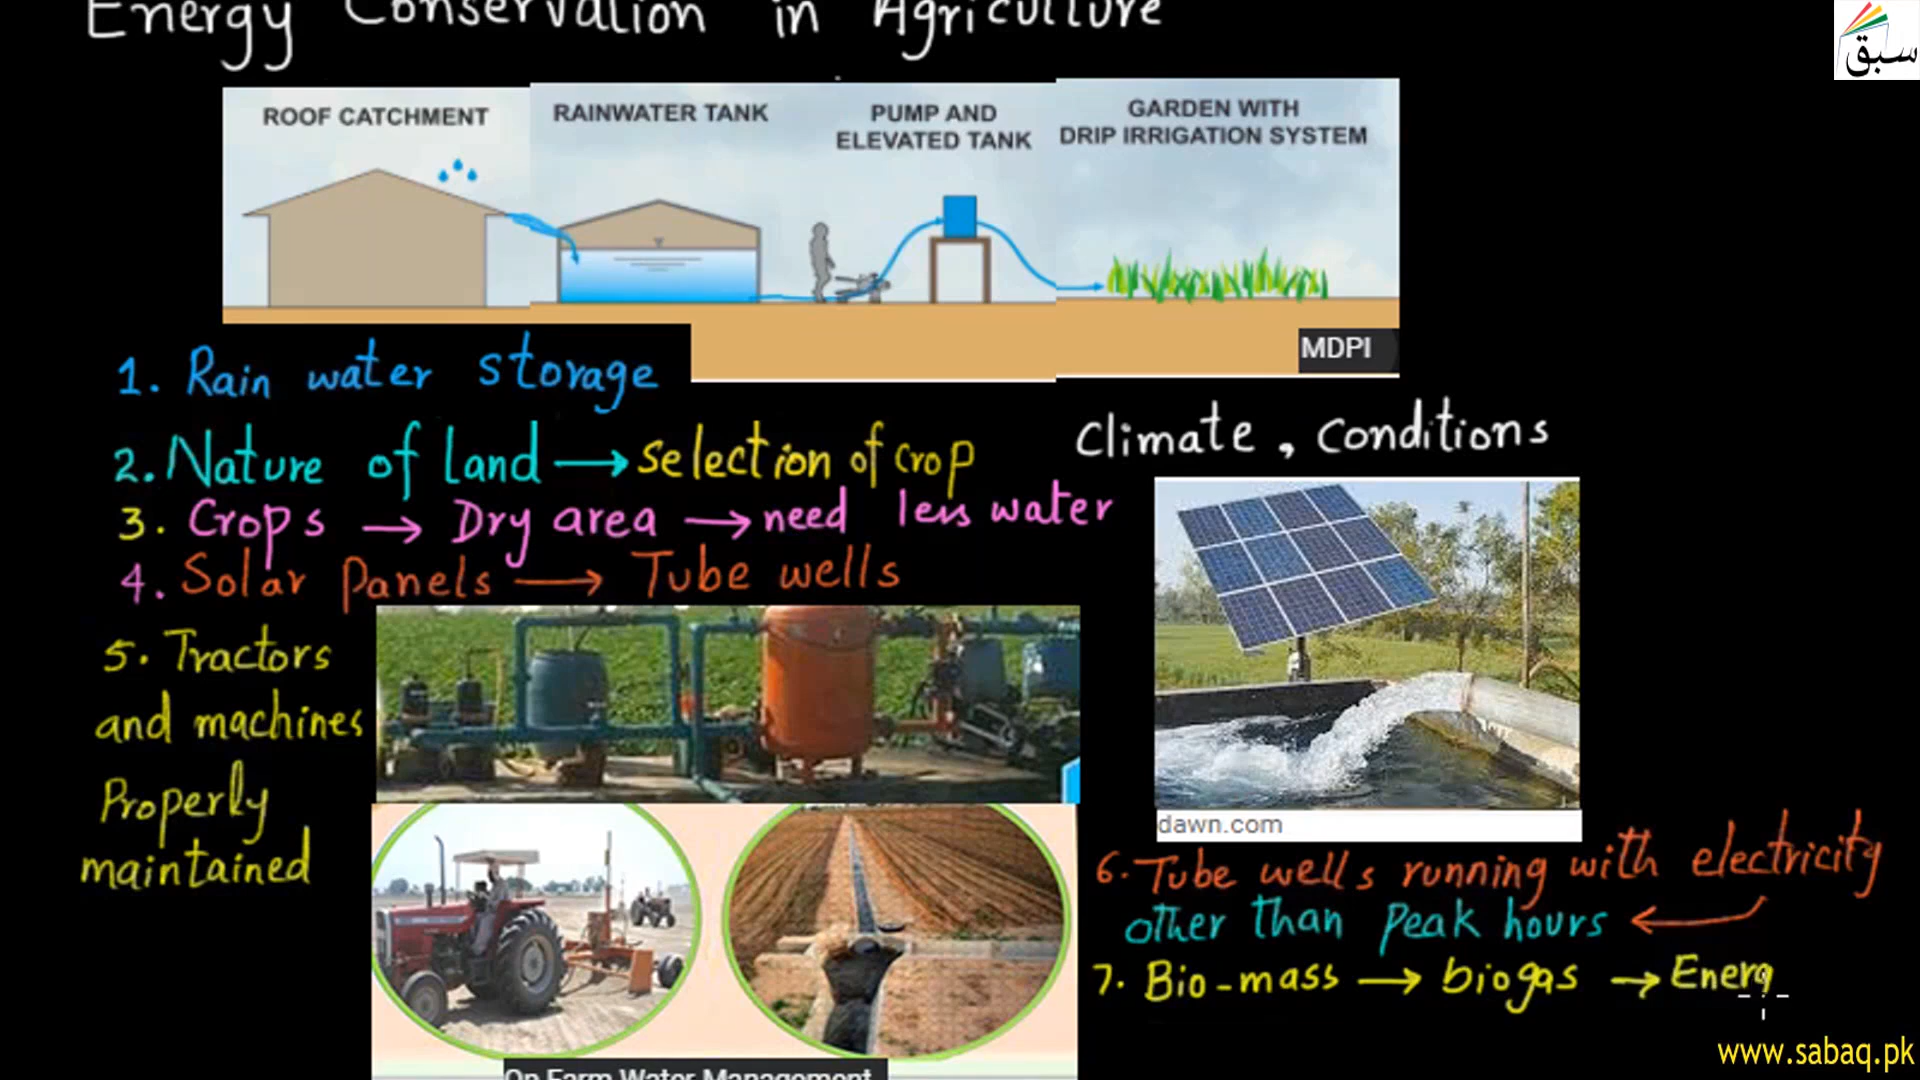 Energy Conservation in Agriculture
سبق
ROOF CATCHMENT
RAINWATER TANK
PUMP AND
ELEVATED TANK
GARDEN WITH
DRIP IRRIGATION SYSTEM
MDPI
1. Rain water storage
2. Nature of land → selection of crop
Climate, Conditions
3. Crops → Dry area → need less water
4. Solar Panels → Tube wells
5. Tractors
and machines
Properly
maintained
dawn.com
6. Tube wells running with electricity
other than Peak hours ←
7. Bio-mass → biogas → Energ
On Farm Water Management
www.sabaq.pk